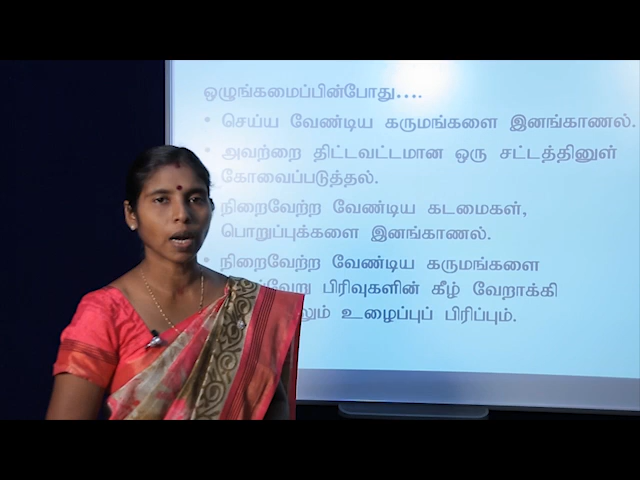 ஒழுங்கமைப்பின்போது....
• செய்ய வேண்டிய கருமங்களை இனங்காணல்.
• அவற்றை திட்டவட்டமான ஒரு சட்டத்தினுள்
கோவைப்படுத்தல்.
நிறைவேற்ற வேண்டிய கடமைகள்,
பொறுப்புக்களை இனங்காணல்.
• நிறைவேற்ற வேண்டிய கருமங்களை
பிரிவுகளின் கீழ் வேறாக்கி
உழைப்புப் பிரிப்பும்.